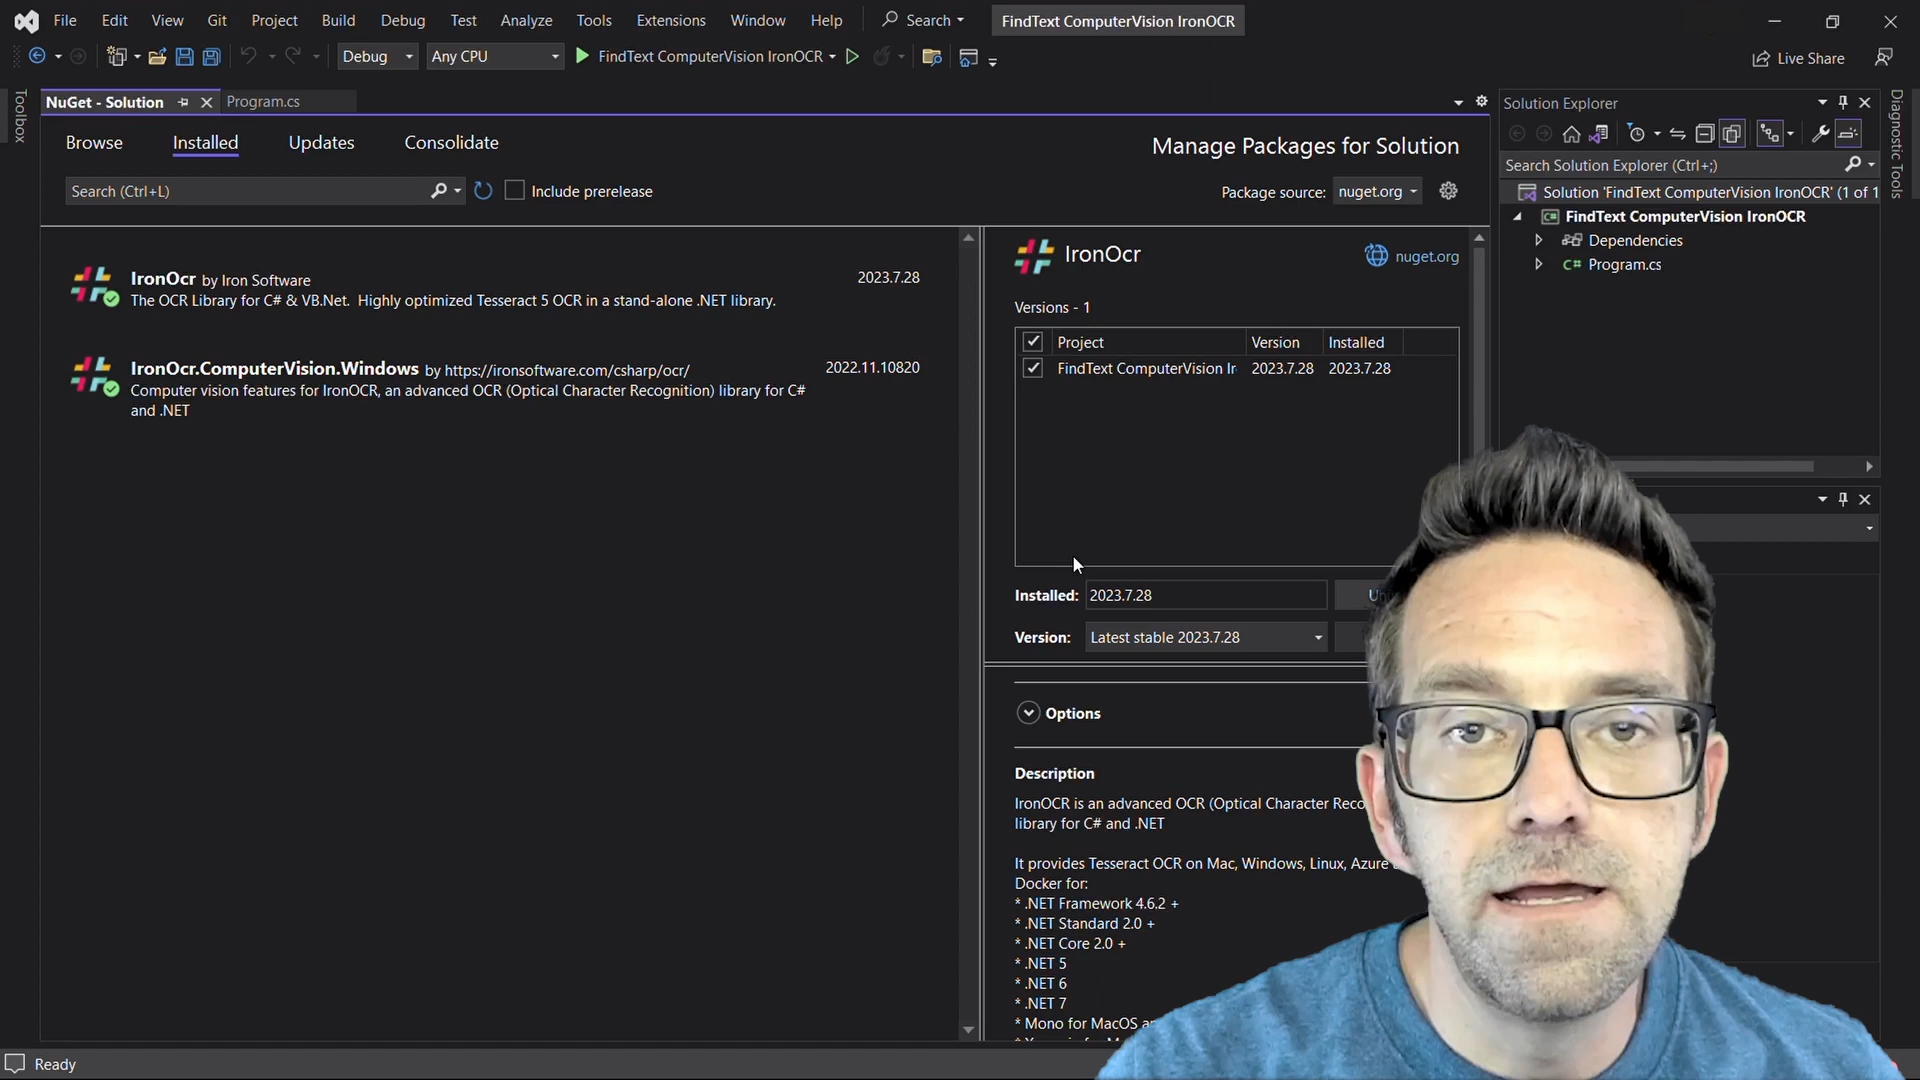 File Edit View Git Project Build Debug Test Analyze Tools Extensions Window Help Search FindText ComputerVision IronOCR
Debug Any CPU FindText ComputerVision IronOCR Live Share
Toolbox
NuGet - Solution Program.cs
Browse Installed Updates Consolidate
Manage Packages for Solution
Search (Ctrl+L) Include prerelease
Package source: nuget.org
IronOcr by Iron Software 2023.7.28
The OCR Library for C# & VB.Net. Highly optimized Tesseract 5 OCR in a stand-alone .NET library.
IronOcr.ComputerVision.Windows by https://ironsoftware.com/csharp/ocr/ 2022.11.10820
Computer vision features for IronOCR, an advanced OCR (Optical Character Recognition) library for C#
and .NET
IronOcr nuget.org
Versions - 1
Project Version Installed
FindText ComputerVision Ir 2023.7.28 2023.7.28
Installed: 2023.7.28
Version: Latest stable 2023.7.28
Options
Description
IronOCR is an advanced OCR (Optical Character Reco
library for C# and .NET
It provides Tesseract OCR on Mac, Windows, Linux, Azure
Docker for:
* .NET Framework 4.6.2 +
* .NET Standard 2.0 +
* .NET Core 2.0 +
* .NET 5
* .NET 6
* .NET 7
* Mono for MacOS
Solution Explorer
Search Solution Explorer (Ctrl+;)
Solution 'FindText ComputerVision IronOCR' (1 of 1
C# FindText ComputerVision IronOCR
Dependencies
C# Program.cs
Diagnostic Tools
Ready